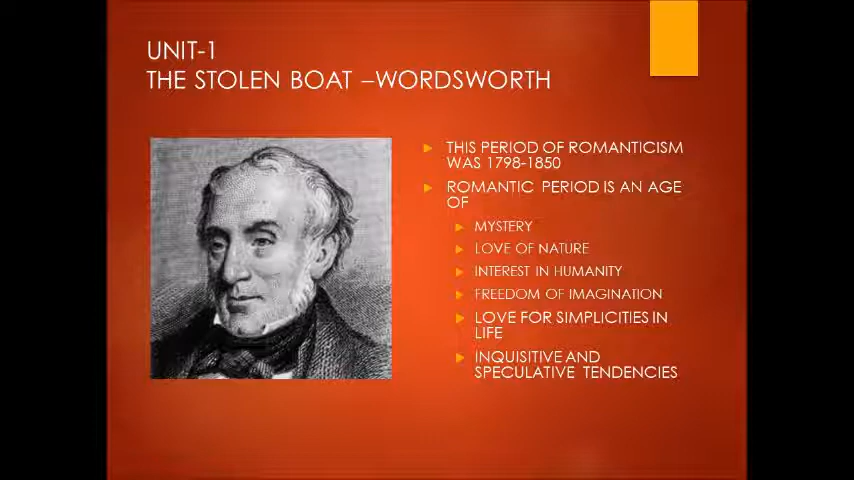 UNIT-1
THE STOLEN BOAT –WORDSWORTH
THIS PERIOD OF ROMANTICISM
WAS 1798-1850
ROMANTIC PERIOD IS AN AGE
OF
MYSTERY
LOVE OF NATURE
INTEREST IN HUMANITY
FREEDOM OF IMAGINATION
LOVE FOR SIMPLICITIES IN
LIFE
INQUISITIVE AND
SPECULATIVE TENDENCIES